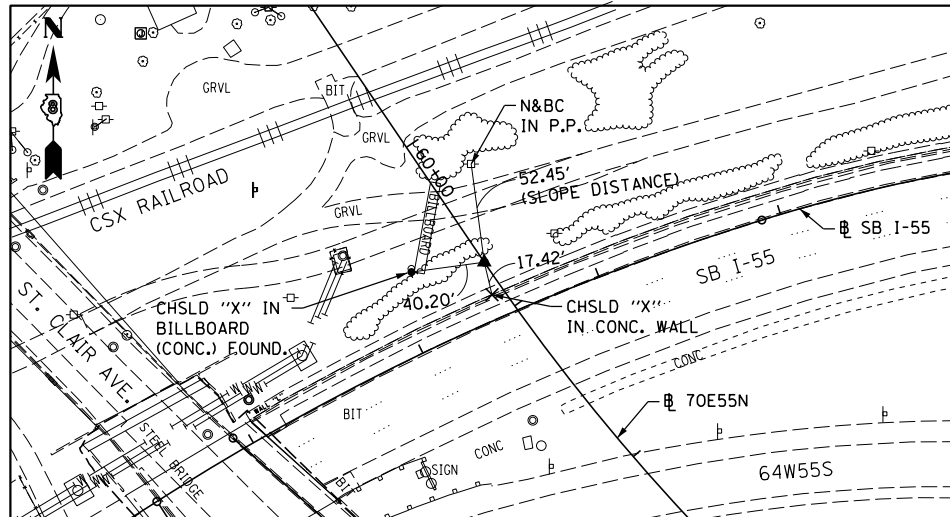 N
GRVL
BIT
N&BC
IN P.P.
GRVL
60+00
52.45'
(SLOPE DISTANCE)
CSX RAILROAD
GRVL
BILLBOARD
BL SB I-55
SB I-55
17.42'
40.20'
CHSLD "X" IN
BILLBOARD
(CONC.) FOUND.
CHSLD "X"
IN CONC. WALL
ST. CLAIR AVE.
CONC
BL 70E55N
BIT
STEEL BRIDGE
CONC
SIGN
BIT
64W55S